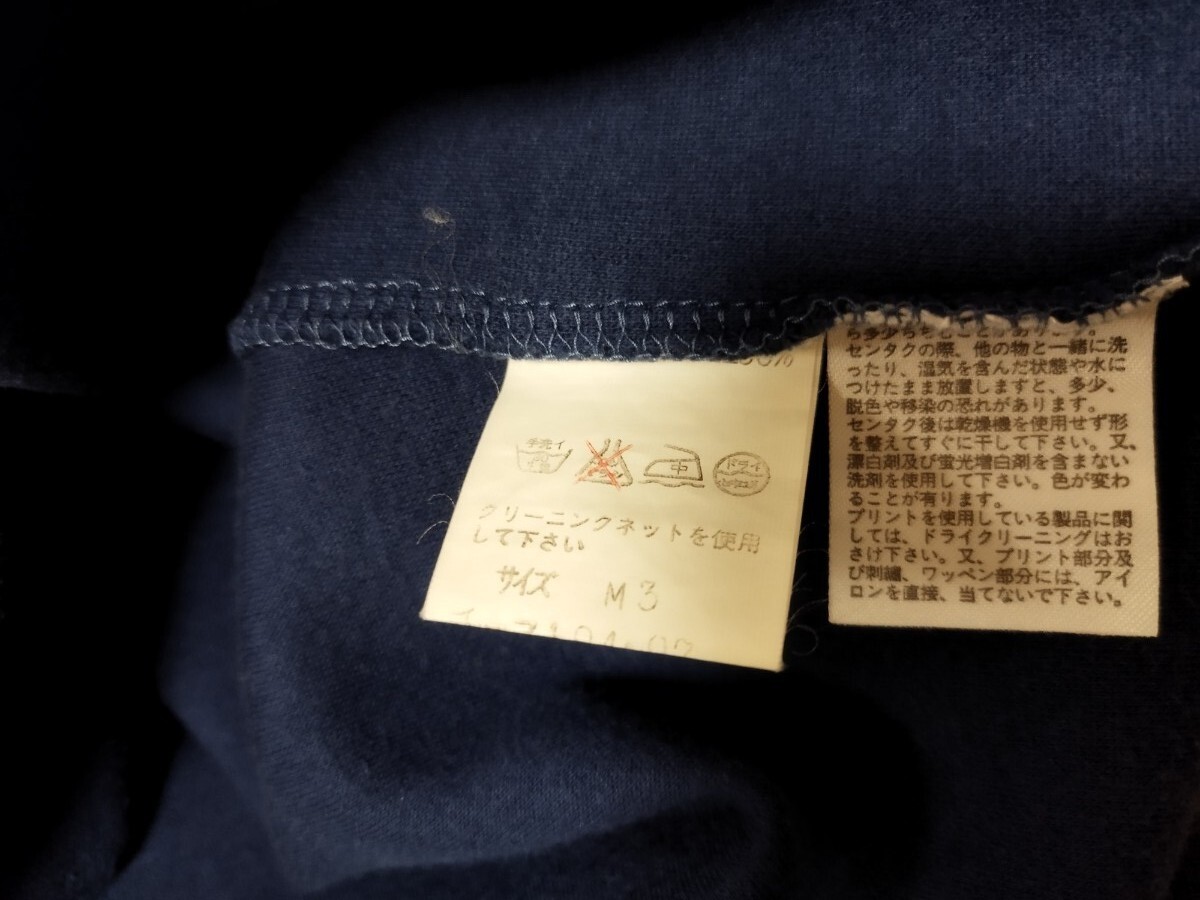 手洗イ
中
ドライ
クリーニングネットを使用
して下さい
サイズ M3
センタクの際、他の物と一緒に洗
ったり、湿気を含んだ状態や水に
つけたまま放置しますと、多少、
脱色や移染の恐れがあります。
センタク後は乾燥機を使用せず形
を整えてすぐに干して下さい。又、
漂白剤及び蛍光増白剤を含まない
洗剤を使用して下さい。色が変わ
ることが有ります。
プリントを使用している製品に関
しては、ドライクリーニングはお
さけ下さい。又、プリント部分及
び刺繍、ワッペン部分には、アイ
ロンを直接、当てないで下さい。